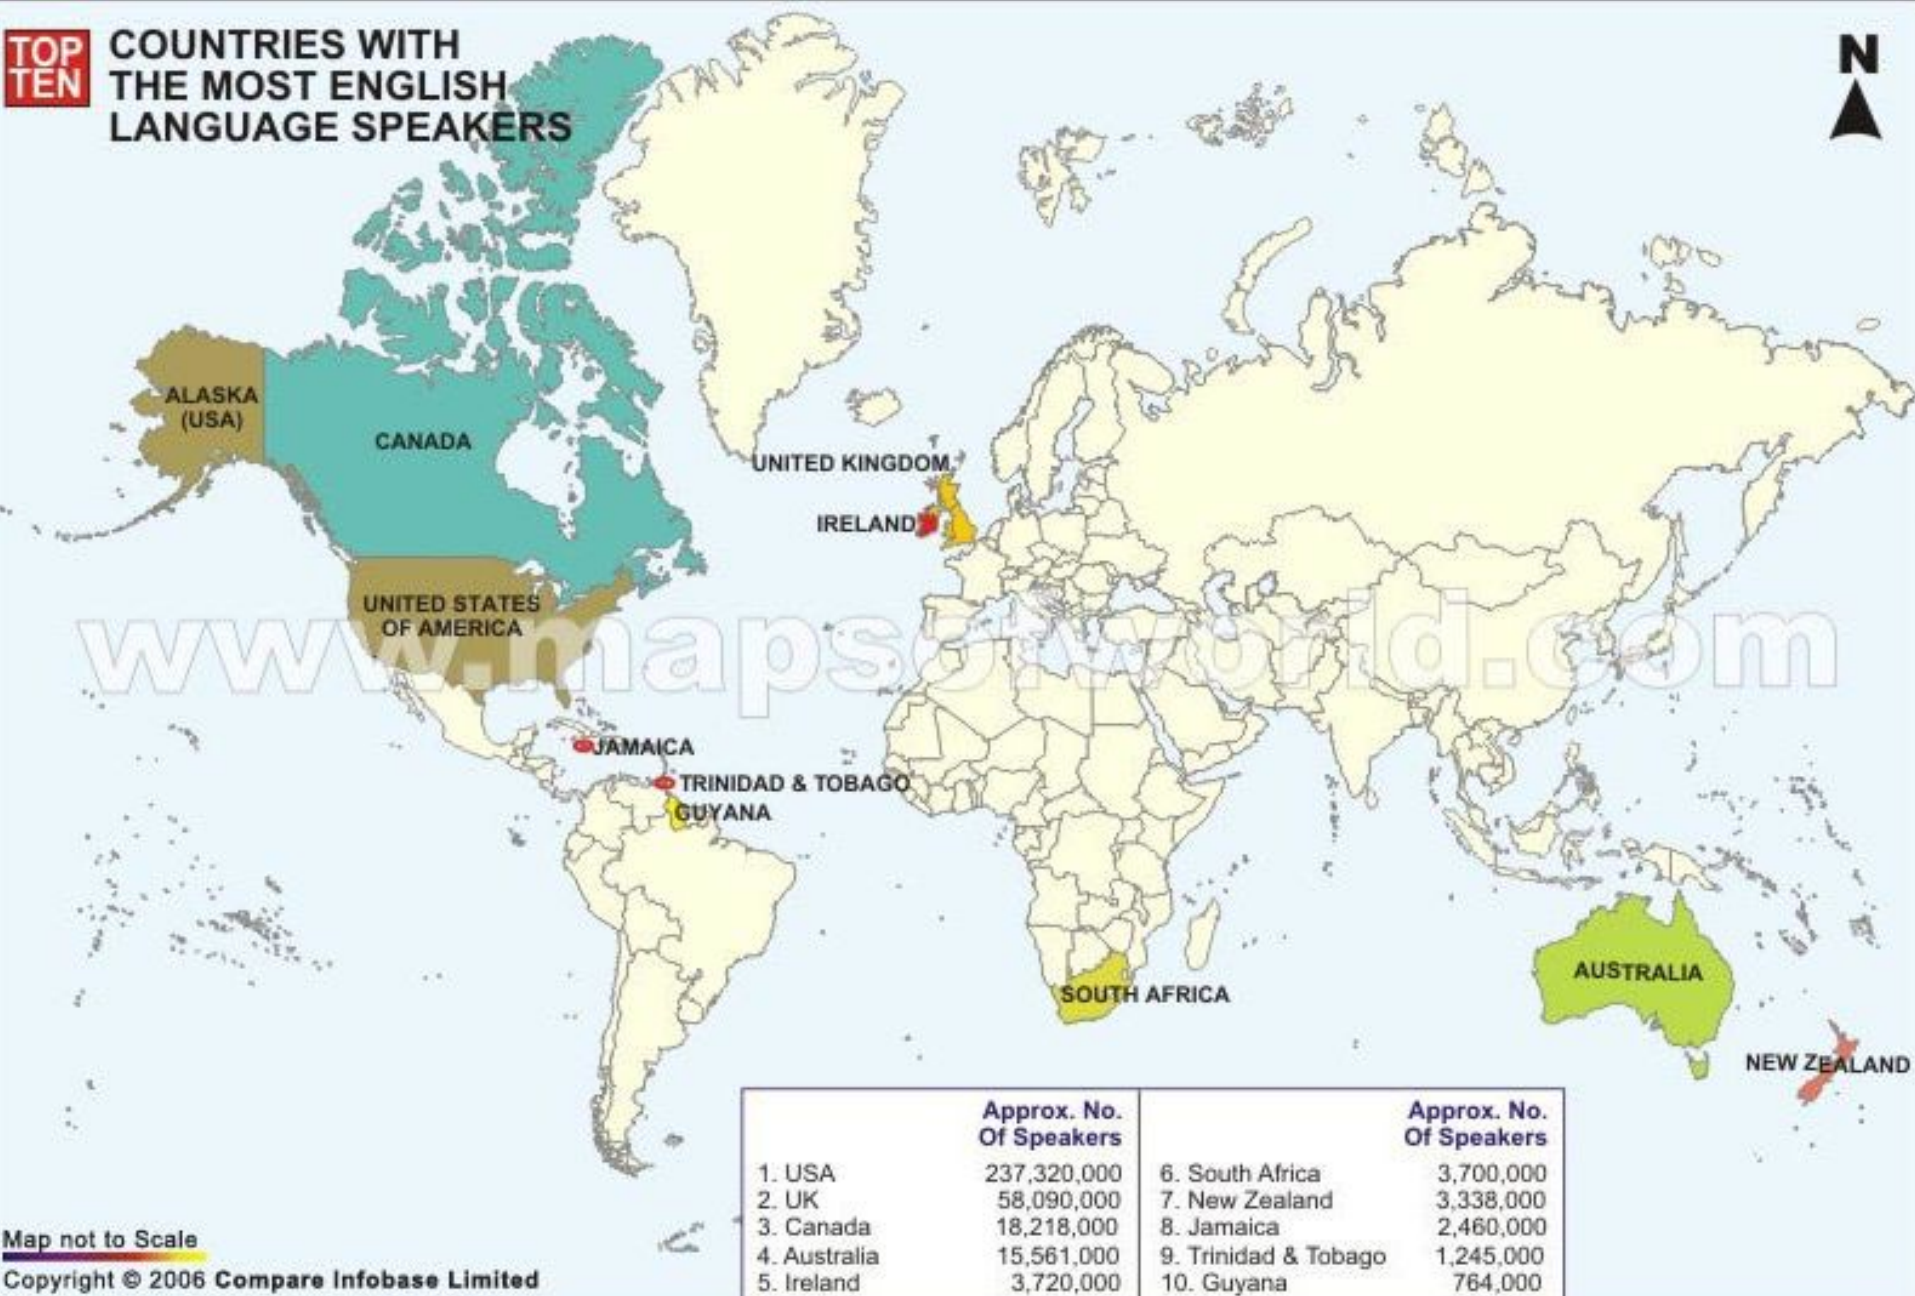 TOP
TEN
COUNTRIES WITH
THE MOST ENGLISH
LANGUAGE SPEAKERS
N
ALASKA
(USA)
CANADA
UNITED KINGDOM
IRELAND
UNITED STATES
OF AMERICA
www.mapsofworld.com
JAMAICA
TRINIDAD & TOBAGO
GUYANA
SOUTH AFRICA
AUSTRALIA
NEW ZEALAND
Approx. No.
Of Speakers
1. USA 237,320,000
2. UK 58,090,000
3. Canada 18,218,000
4. Australia 15,561,000
5. Ireland 3,720,000
Approx. No.
Of Speakers
6. South Africa 3,700,000
7. New Zealand 3,338,000
8. Jamaica 2,460,000
9. Trinidad & Tobago 1,245,000
10. Guyana 764,000
Map not to Scale
Copyright © 2006 Compare Infobase Limited